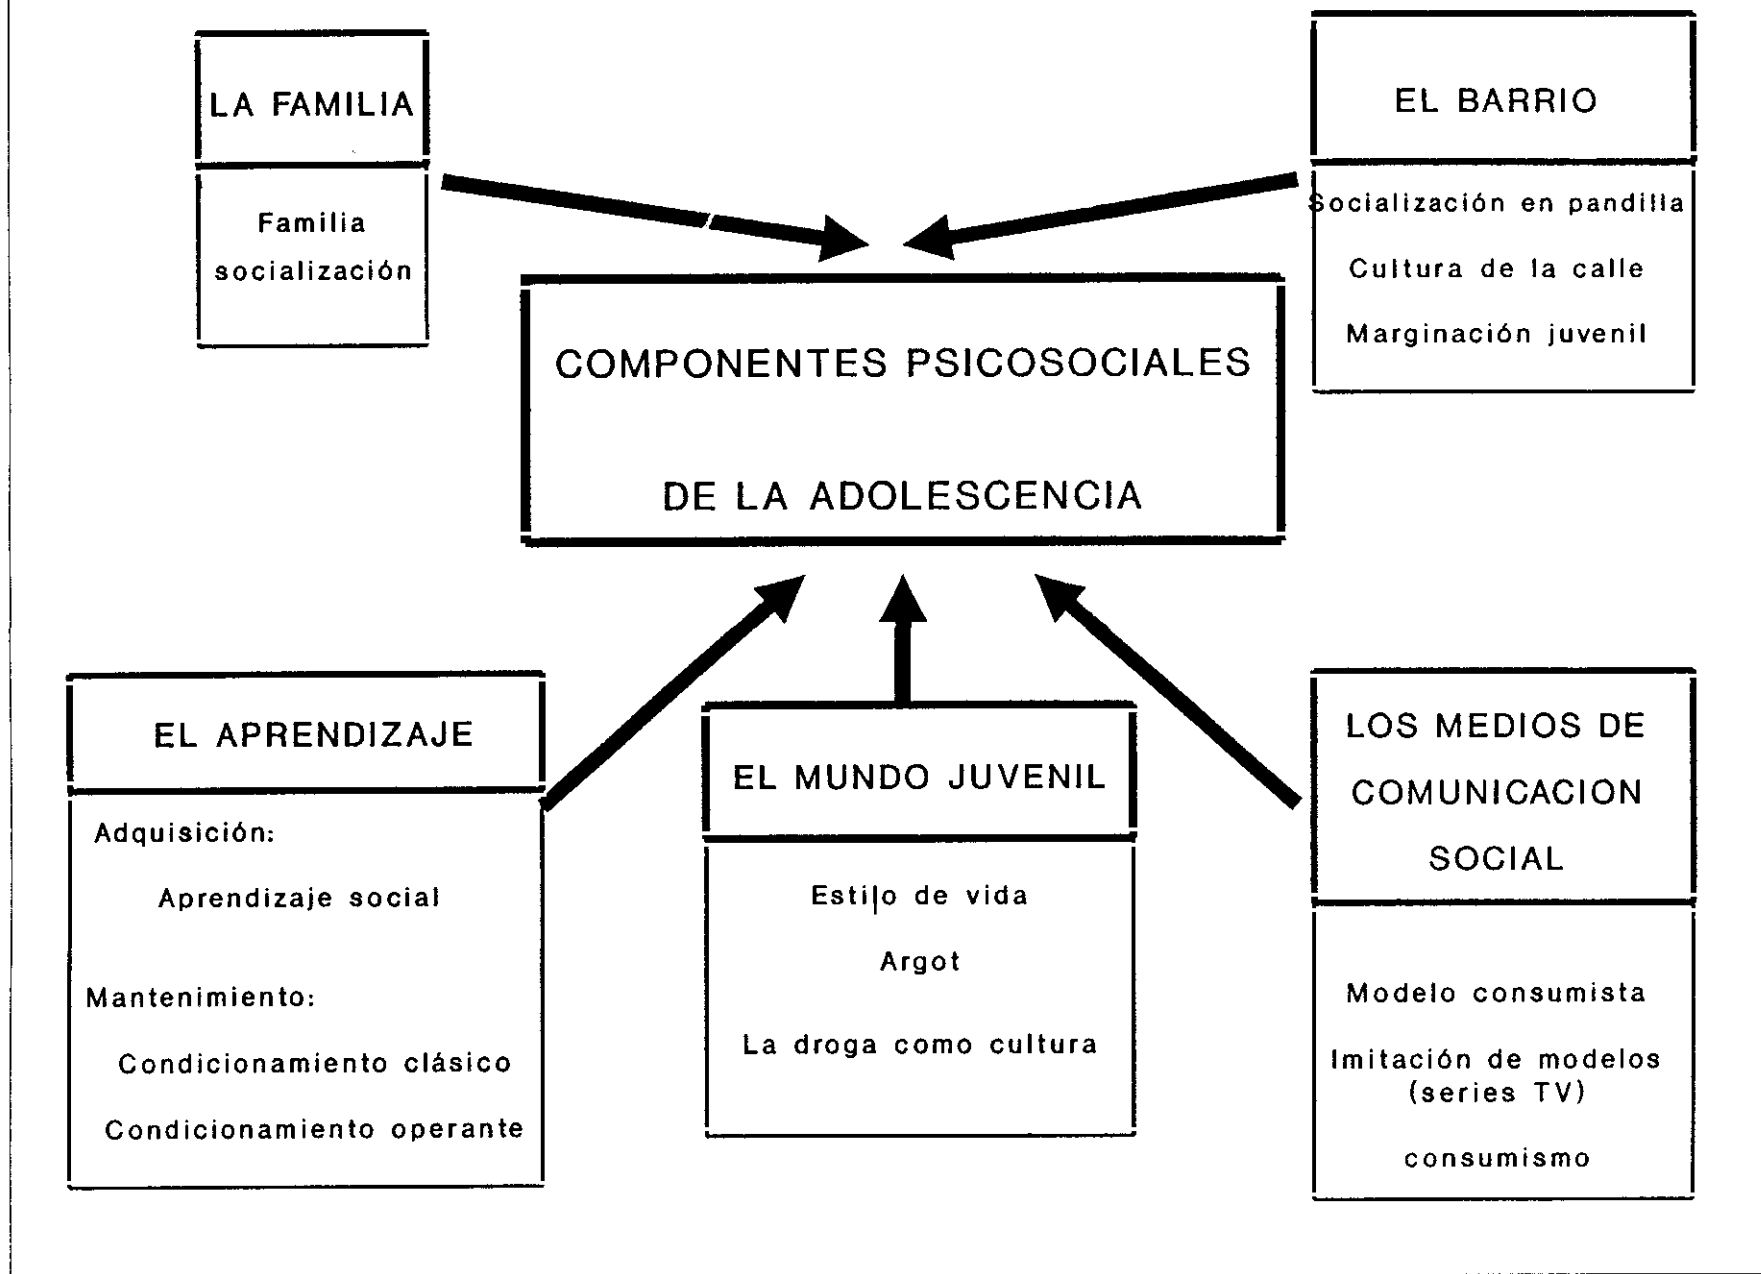 LA FAMILIA
Familia
socialización
EL BARRIO
Socialización en pandilla
Cultura de la calle
Marginación juvenil
COMPONENTES PSICOSOCIALES
DE LA ADOLESCENCIA
EL APRENDIZAJE
Adquisición:
Aprendizaje social
Mantenimiento:
Condicionamiento clásico
Condicionamiento operante
EL MUNDO JUVENIL
Estilo de vida
Argot
La droga como cultura
LOS MEDIOS DE
COMUNICACION
SOCIAL
Modelo consumista
Imitación de modelos
(series TV)
consumismo